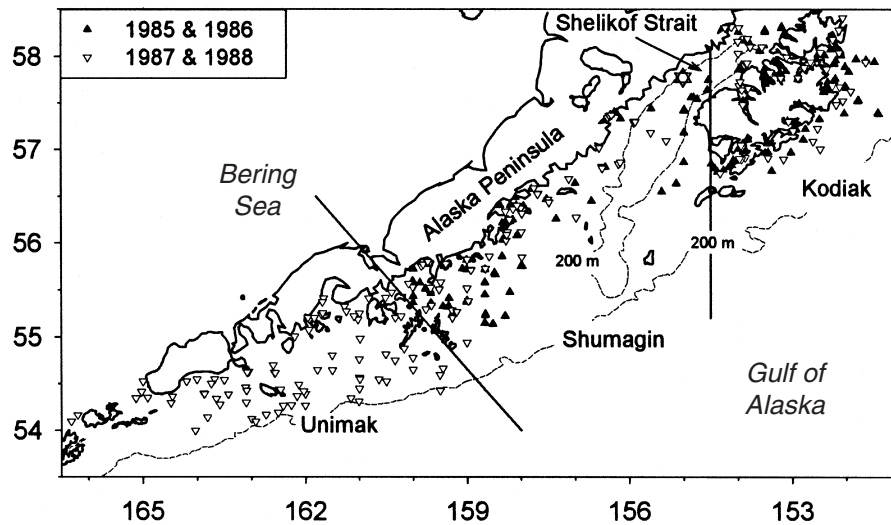 1985 & 1986
1987 & 1988
Shelikof Strait
Bering
Sea
Alaska Peninsula
Kodiak
200 m
200 m
Shumagin
Unimak
Gulf of
Alaska
58
57
56
55
54
165
162
159
156
153